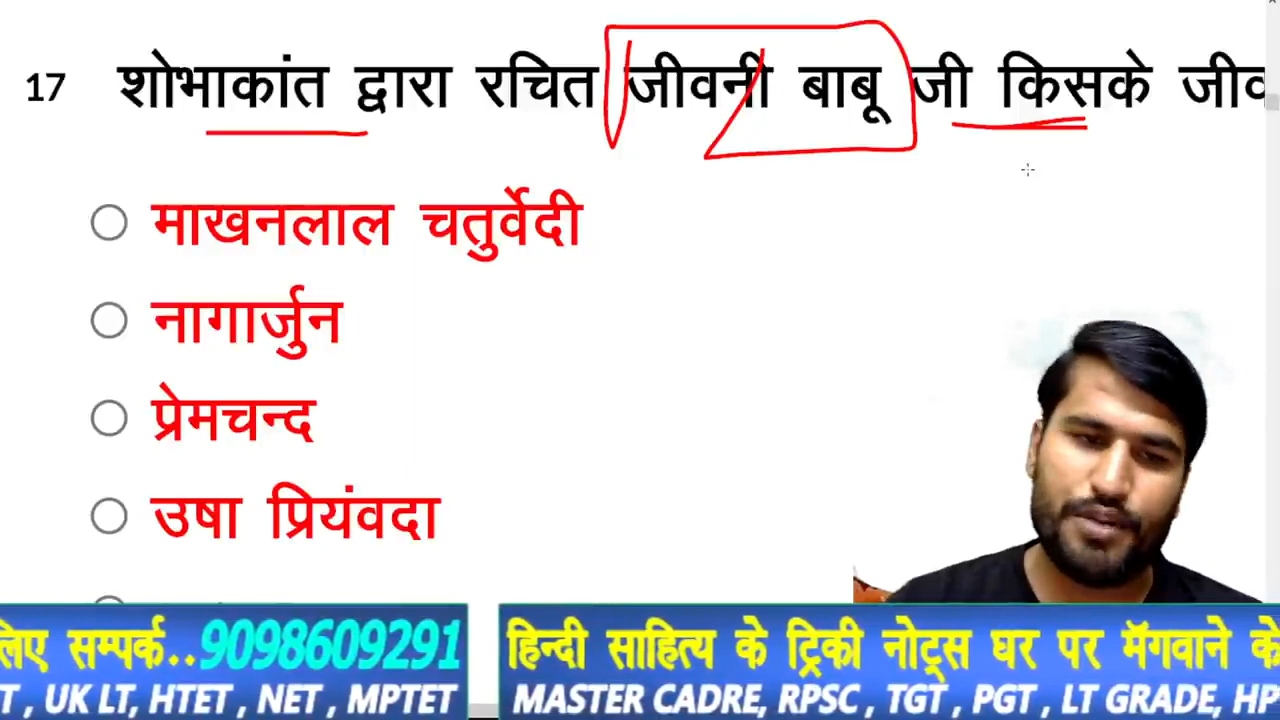 17 शोभाकांत द्वारा रचित जीवनी बाबू जी किसके जीव
माखनलाल चतुर्वेदी
नागार्जुन
प्रेमचन्द
उषा प्रियंवदा
लिए सम्पर्क..9098609291 हिन्दी साहित्य के ट्रिकी नोट्स घर पर मॅगवाने के
T , UK LT, HTET , NET , MPTET MASTER CADRE, RPSC , TGT , PGT , LT GRADE, HP